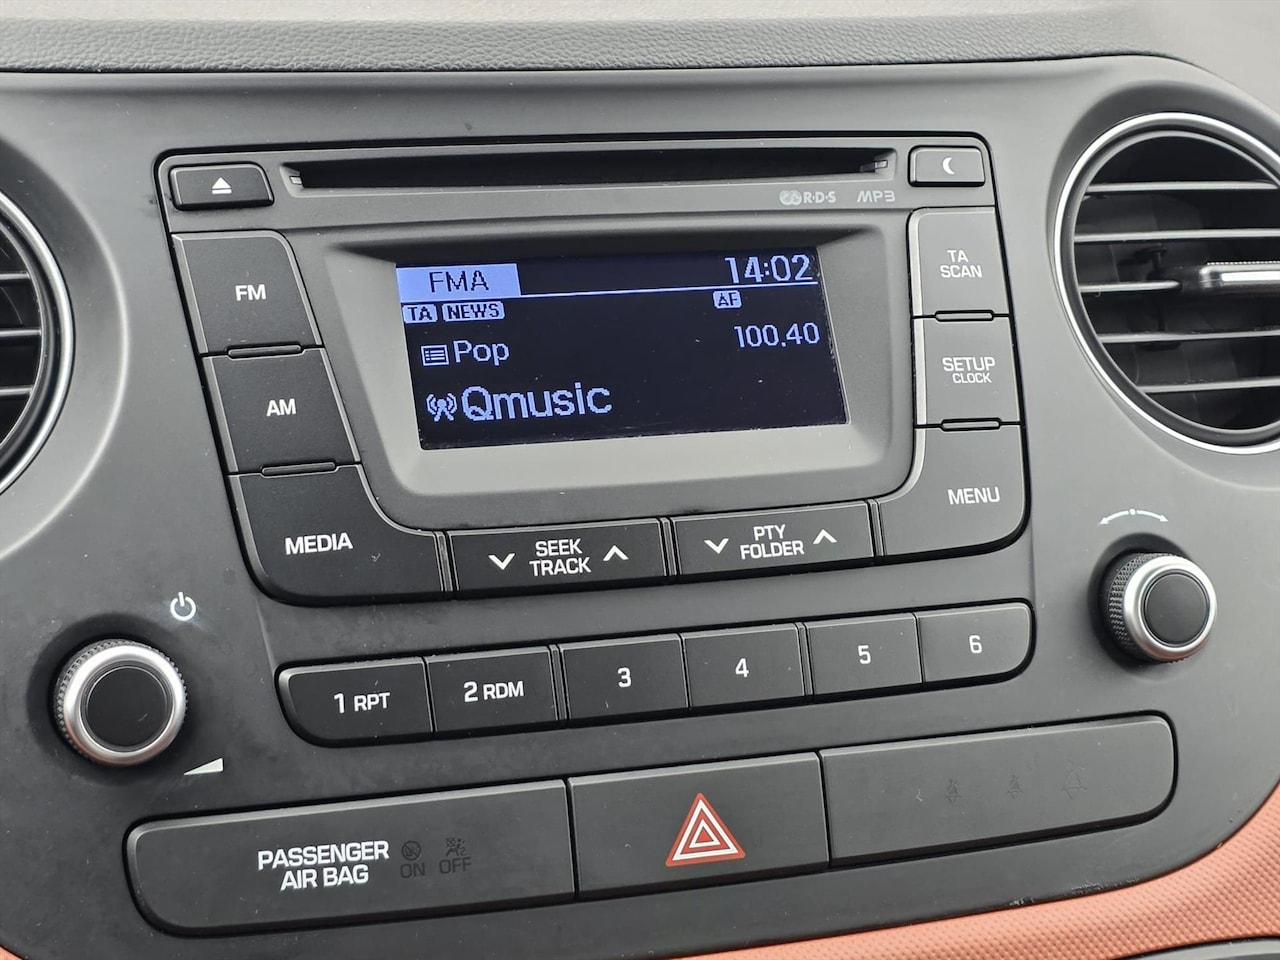 R·D·S MP3
FM
AM
MEDIA
FMA 14:02
TA NEWS AF
Pop 100.40
Qmusic
TA
SCAN
SETUP
CLOCK
MENU
SEEK
TRACK
PTY
FOLDER
1 RPT 2 RDM 3 4 5 6
PASSENGER
AIR BAG
ON OFF